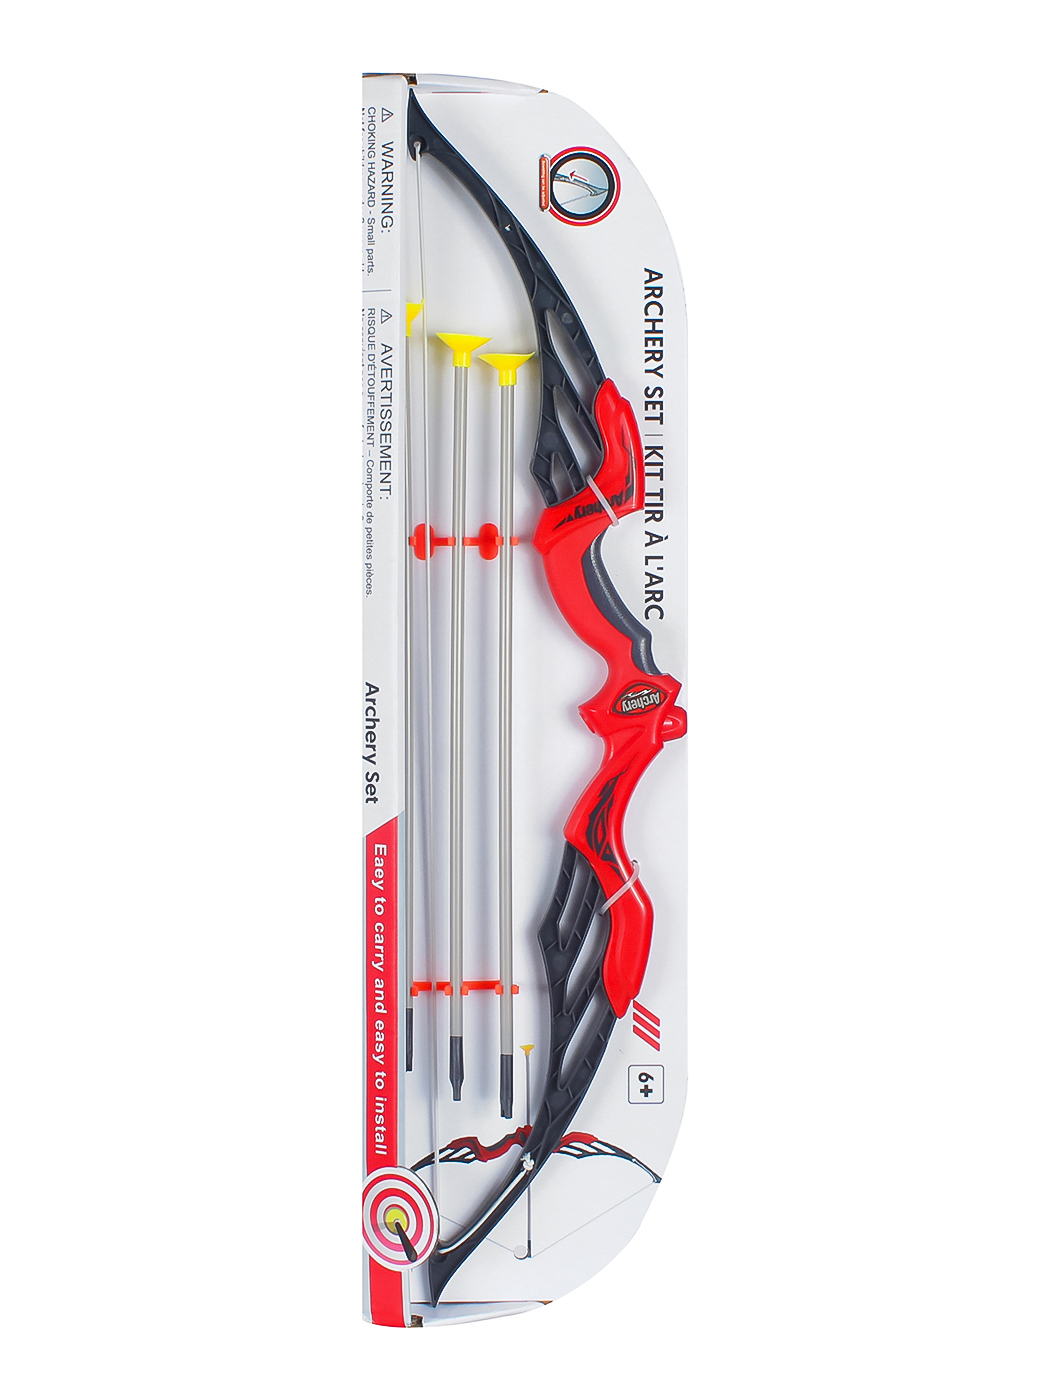 ARCHERY SET | KIT TIR À L'ARC
6+
Archery
Archery
⚠ WARNING:
CHOKING HAZARD - Small parts.
⚠ AVERTISSEMENT:
RISQUE D'ÉTOUFFEMENT – Comporte de petites pièces.
Archery Set
Eaey to carry and easy to install